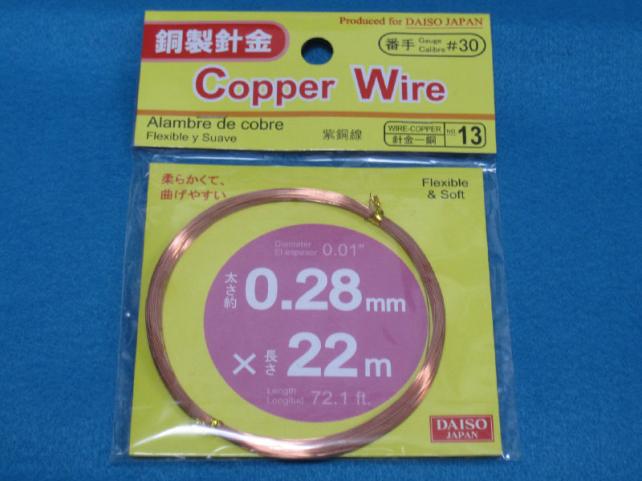 Produced for DAISO JAPAN
銅製針金
番手 Gauge Calibre #30
Copper Wire
Alambre de cobre
Flexible y Suave
紫銅線
WIRE-COPPER
針金一銅
13
柔らかくて、
曲げやすい
Flexible
& Soft
Diameter
El espesor 0.01"
太さ約 0.28mm
× 長さ 22m
Length
Longitud 72.1 ft.
DAISO
JAPAN